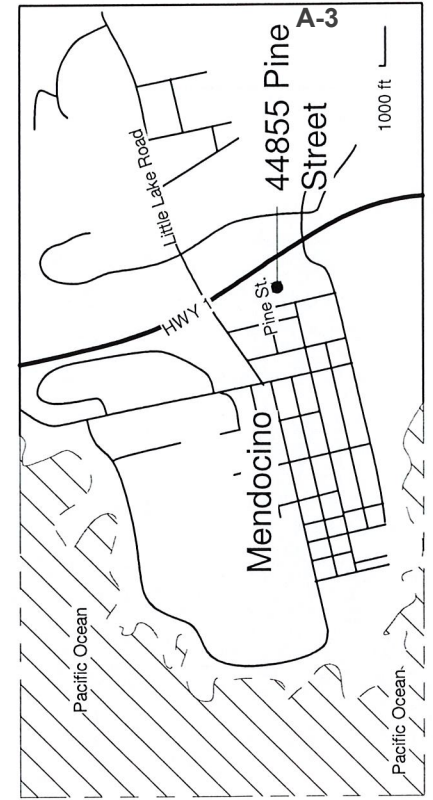 A-3
44855 Pine
Street
1000 ft
Little Lake Road
HWY 1
Pine St.
Mendocino
Pacific Ocean
Pacific Ocean